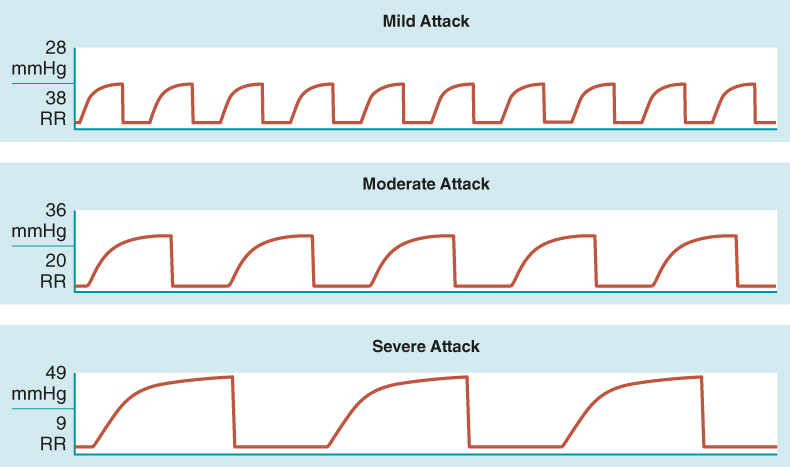 Mild Attack
28
mmHg
38
RR
Moderate Attack
36
mmHg
20
RR
Severe Attack
49
mmHg
9
RR